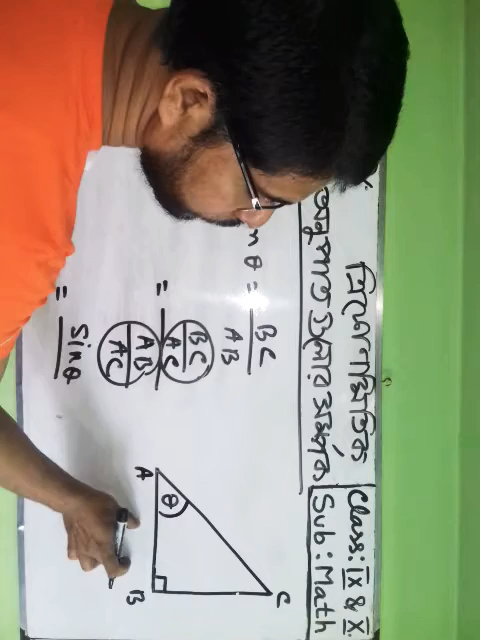 ত্রিকোণমিতিক
অনুপাত গুলোর সম্পর্ক
Class: IX & X
Sub: Math
n θ = BC
AB
= BC
AC
AB
AC
= Sinθ
A
θ
B
C